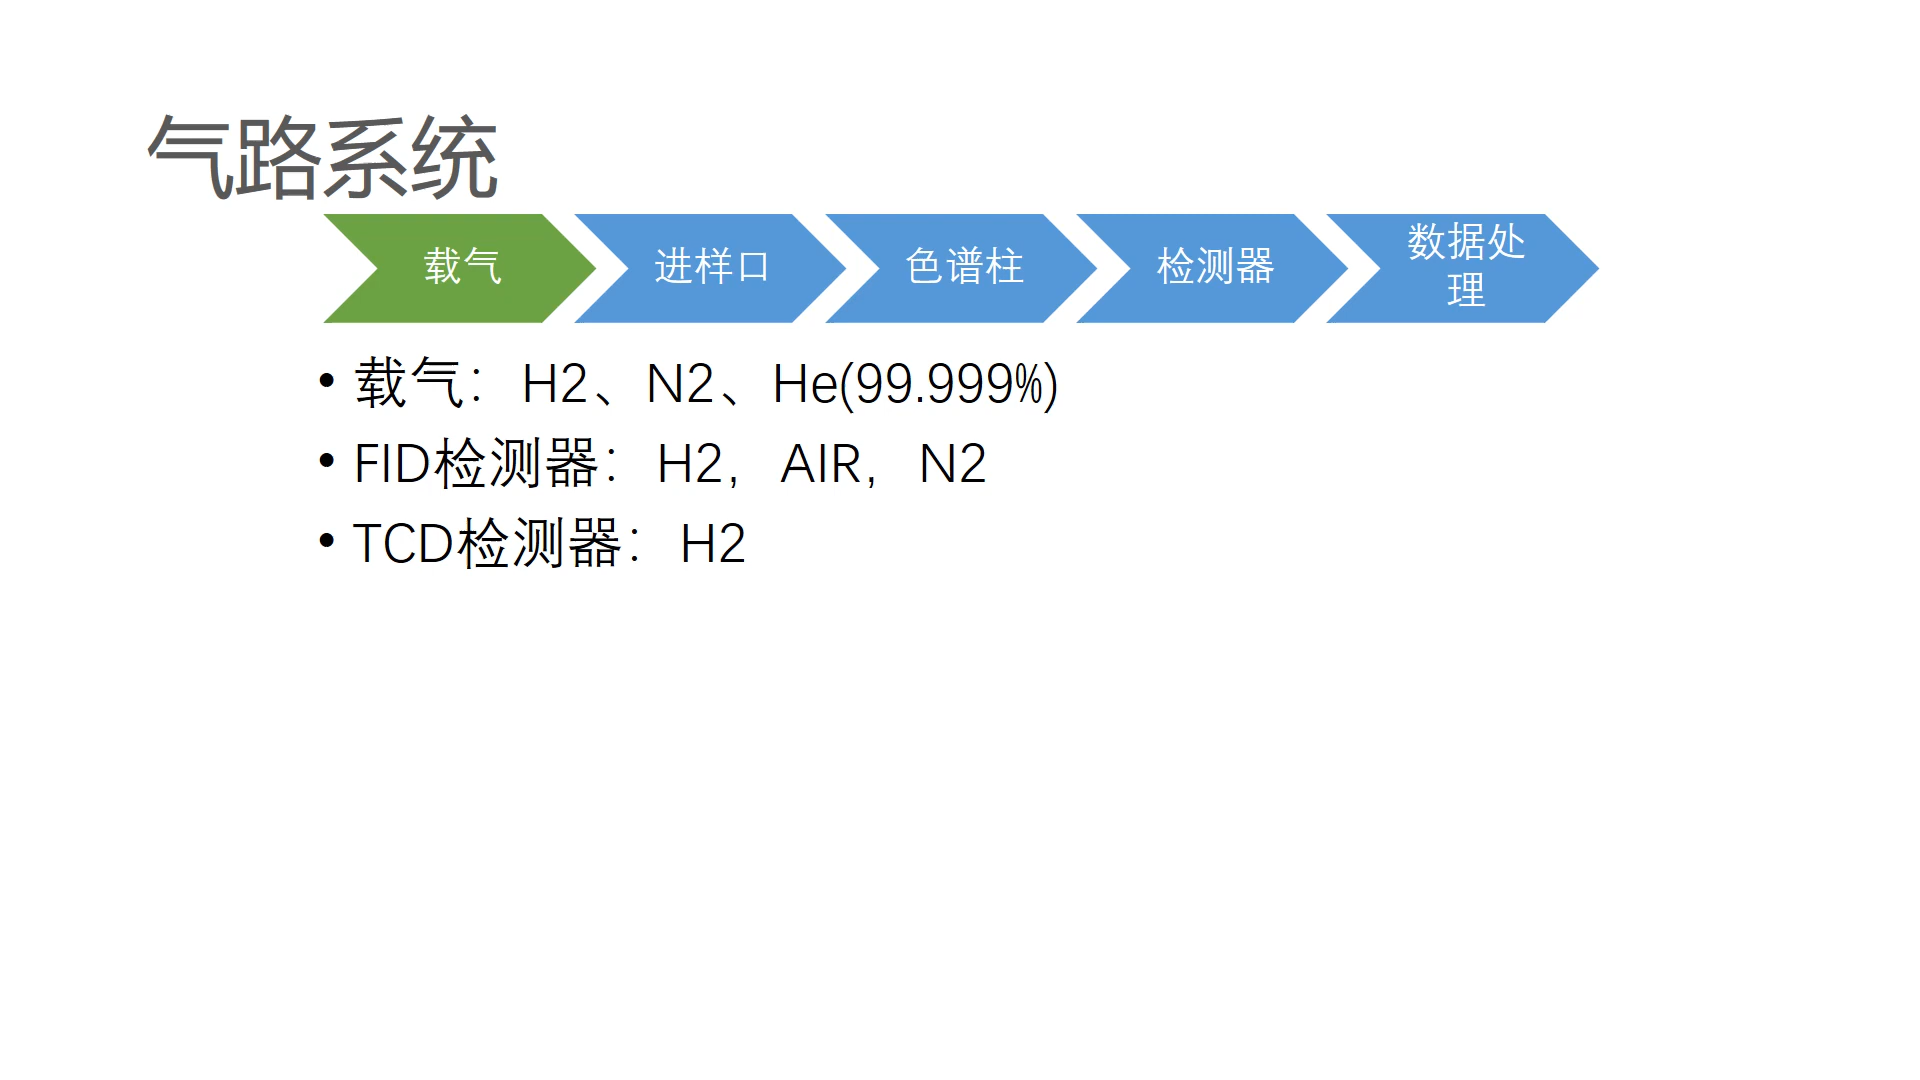 气路系统
载气
进样口
色谱柱
检测器
数据处
理
• 载气：H2、N2、He(99.999%)
• FID检测器：H2，AIR，N2
• TCD检测器：H2